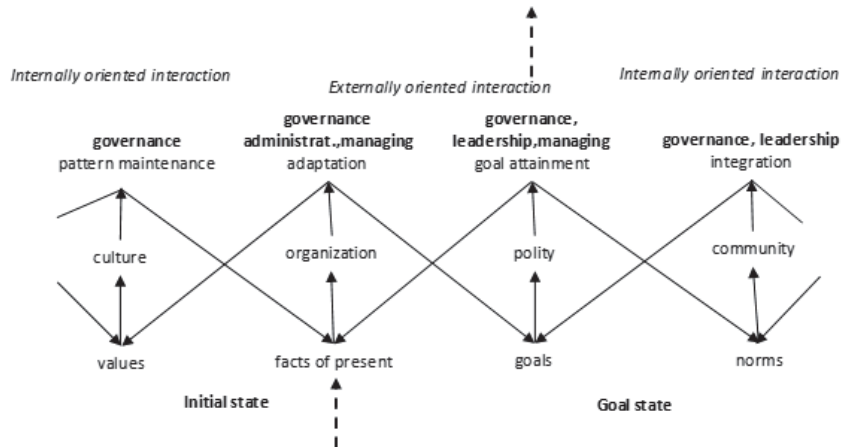 Internally oriented interaction
Externally oriented interaction
Internally oriented interaction
governance
pattern maintenance
governance
administrat.,managing
adaptation
governance,
leadership,managing
goal attainment
governance, leadership
integration
culture
organization
polity
community
values
facts of present
goals
norms
Initial state
Goal state